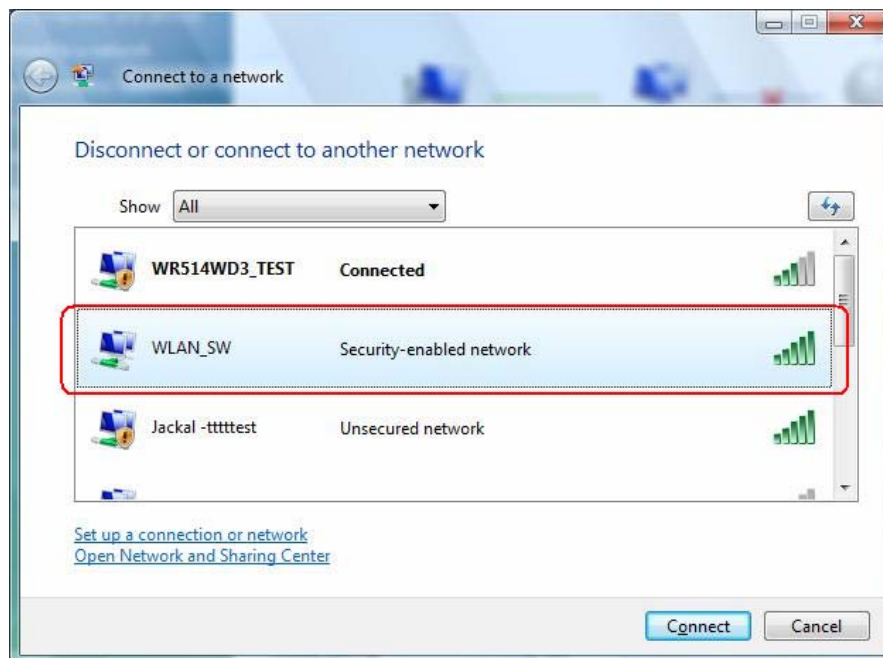 Connect to a network
Disconnect or connect to another network
Show All
WR514WD3_TEST Connected
WLAN_SW Security-enabled network
Jackal -tttttest Unsecured network
Set up a connection or network
Open Network and Sharing Center
Connect Cancel